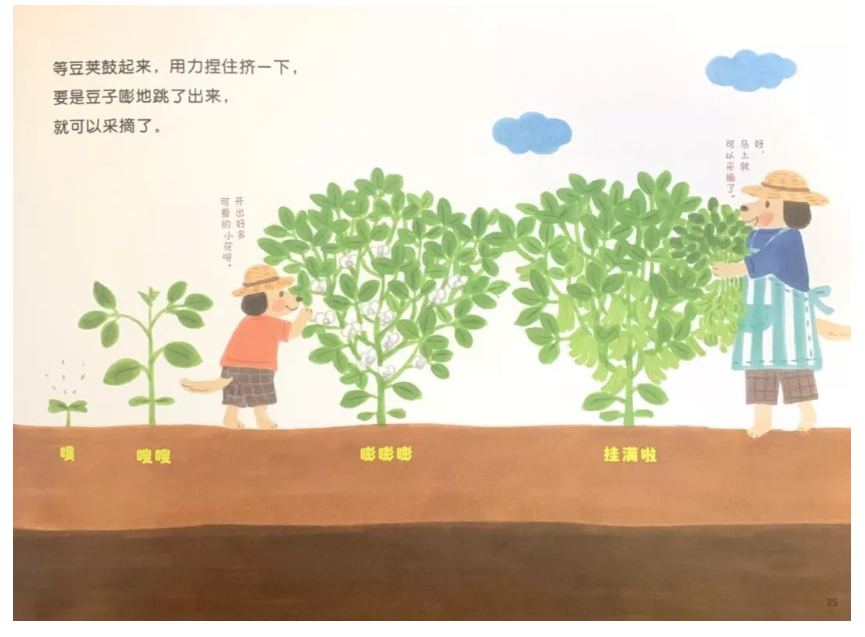 等豆荚鼓起来，用力捏住挤一下，
要是豆子嘭地跳了出来，
就可以采摘了。
开出好多
可爱的小花呀。
好，
马上就
可以采摘了。
噗
嗖嗖
嘭嘭嘭
挂满啦
25